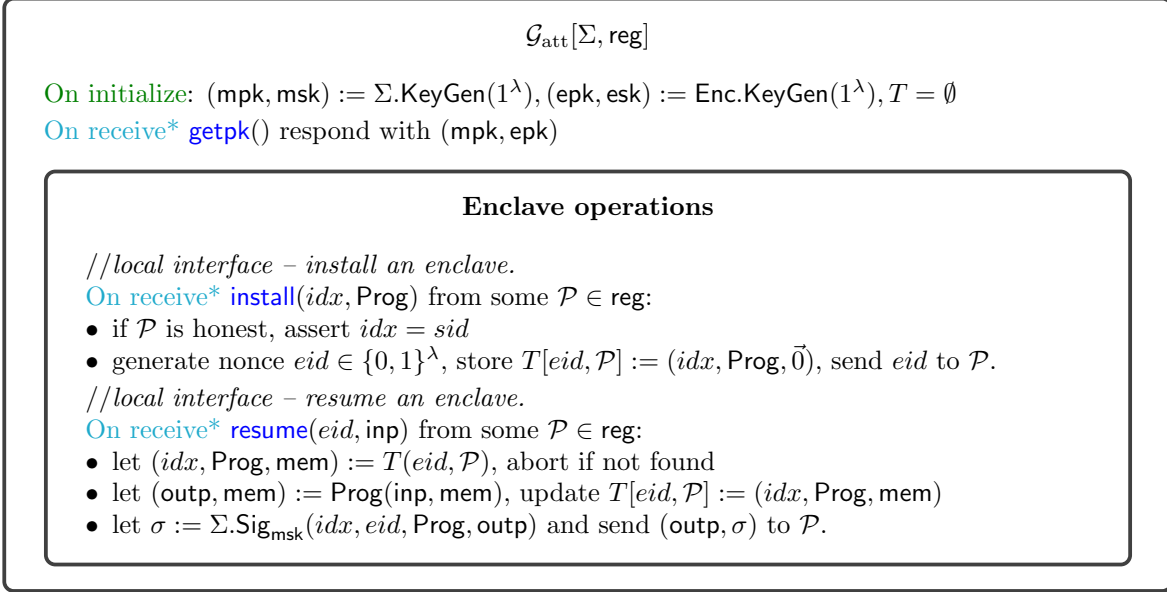 𝒢att[Σ, reg]
On initialize: (mpk, msk) := Σ.KeyGen(1^λ), (epk, esk) := Enc.KeyGen(1^λ), T = ∅
On receive* getpk() respond with (mpk, epk)
Enclave operations
//local interface – install an enclave.
On receive* install(idx, Prog) from some 𝒫 ∈ reg:
• if 𝒫 is honest, assert idx = sid
• generate nonce eid ∈ {0, 1}^λ, store T[eid, 𝒫] := (idx, Prog, 0⃗), send eid to 𝒫.
//local interface – resume an enclave.
On receive* resume(eid, inp) from some 𝒫 ∈ reg:
• let (idx, Prog, mem) := T(eid, 𝒫), abort if not found
• let (outp, mem) := Prog(inp, mem), update T[eid, 𝒫] := (idx, Prog, mem)
• let σ := Σ.Sig_msk(idx, eid, Prog, outp) and send (outp, σ) to 𝒫.